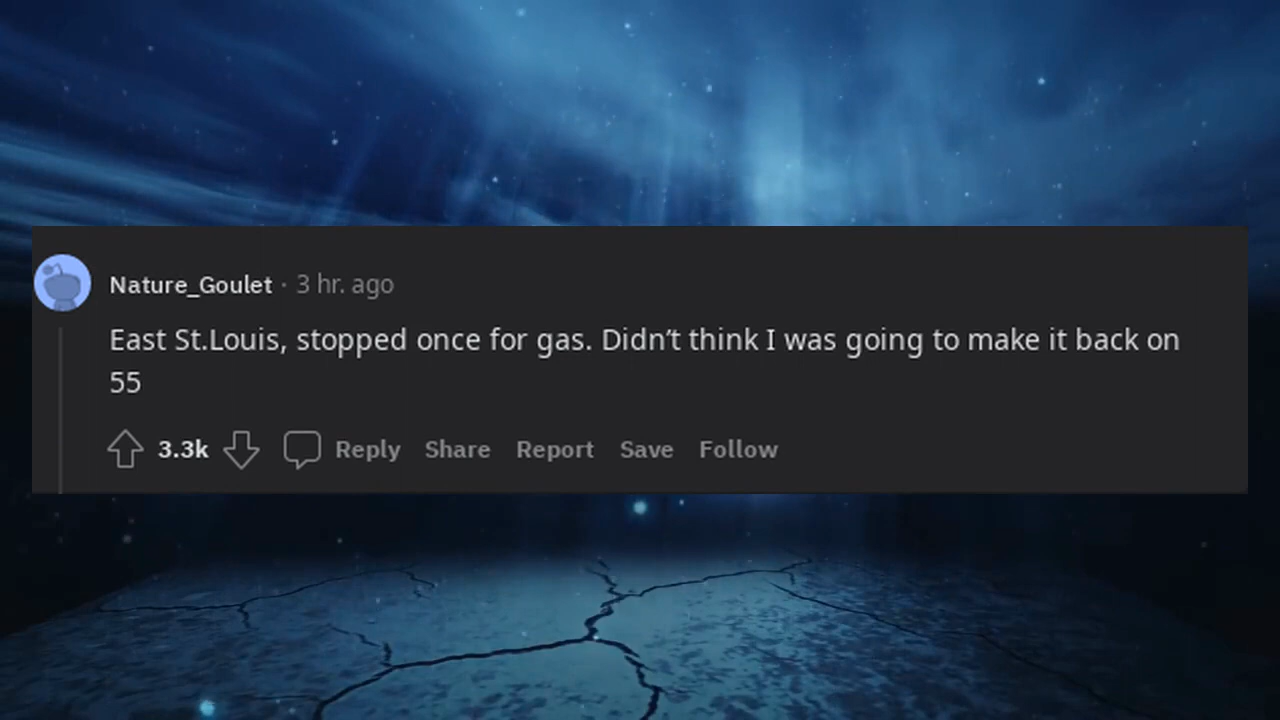 Nature_Goulet · 3 hr. ago
East St.Louis, stopped once for gas. Didn’t think I was going to make it back on
55
3.3k Reply Share Report Save Follow